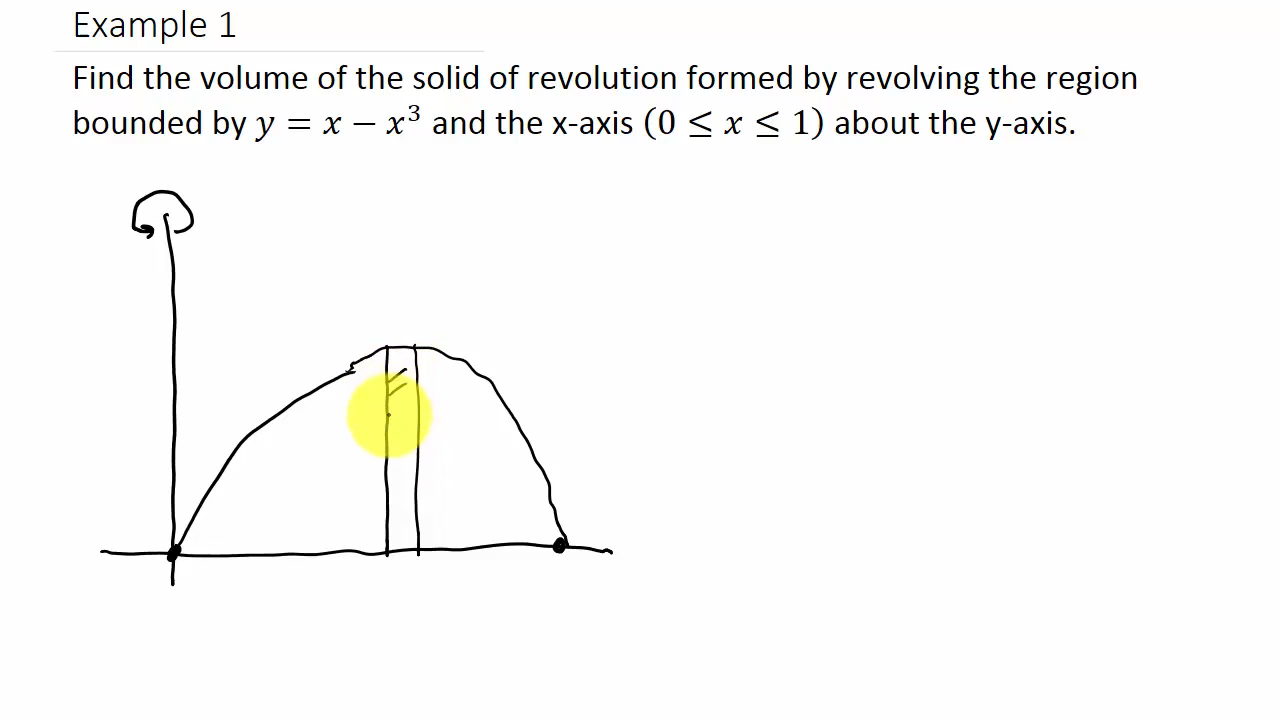 Example 1
Find the volume of the solid of revolution formed by revolving the region
bounded by 𝑦 = 𝑥 − 𝑥³ and the x-axis (0 ≤ 𝑥 ≤ 1) about the y-axis.